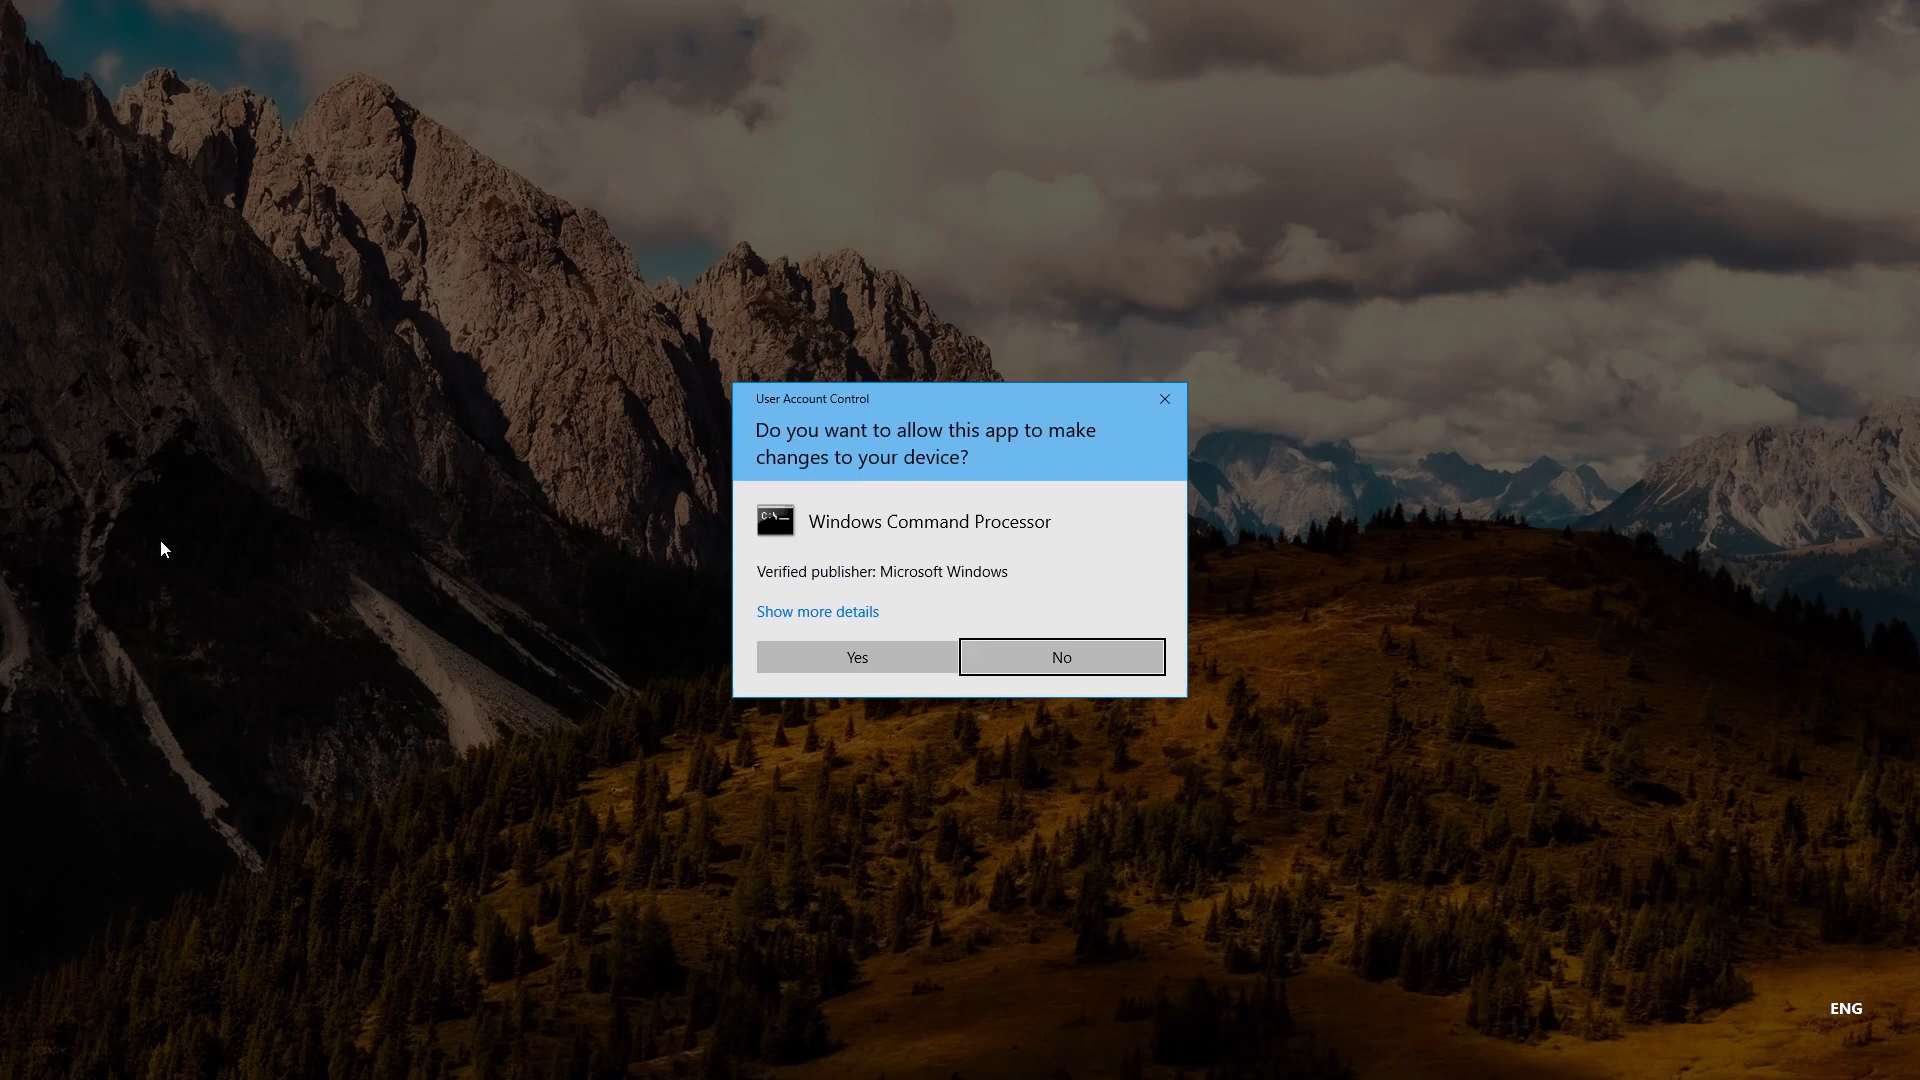 User Account Control
Do you want to allow this app to make
changes to your device?
C:\
Windows Command Processor
Verified publisher: Microsoft Windows
Show more details
Yes
No
ENG